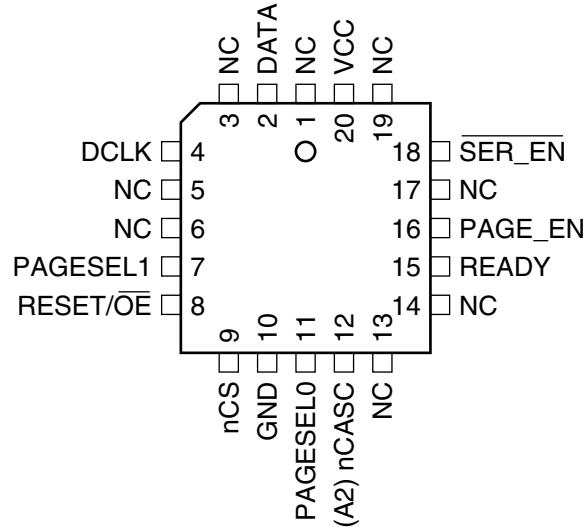 NC
DATA
NC
VCC
NC
3
2
1
20
19
DCLK 4
NC 5
NC 6
PAGESEL1 7
RESET/OE 8
18 SER_EN
17 NC
16 PAGE_EN
15 READY
14 NC
9
10
11
12
13
nCS
GND
PAGESEL0
(A2) nCASC
NC